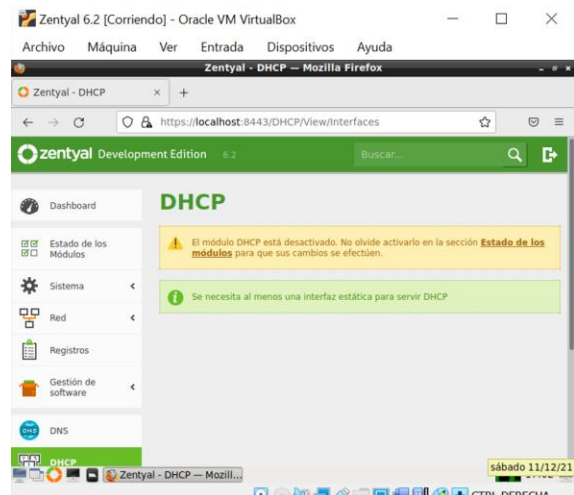 Zentyal 6.2 [Corriendo] - Oracle VM VirtualBox
Archivo Máquina Ver Entrada Dispositivos Ayuda
Zentyal - DHCP — Mozilla Firefox
Zentyal - DHCP
https://localhost:8443/DHCP/View/Interfaces
zentyal Development Edition 6.2
Buscar...
Dashboard
DHCP
El módulo DHCP está desactivado. No olvide activarlo en la sección Estado de los
módulos para que sus cambios se efectúen.
Estado de los
Módulos
Sistema
Se necesita al menos una interfaz estática para servir DHCP
Red
Registros
Gestión de
software
DNS
DHCP
sábado 11/12/21
Zentyal - DHCP — Mozill...
CTRL DERECHA